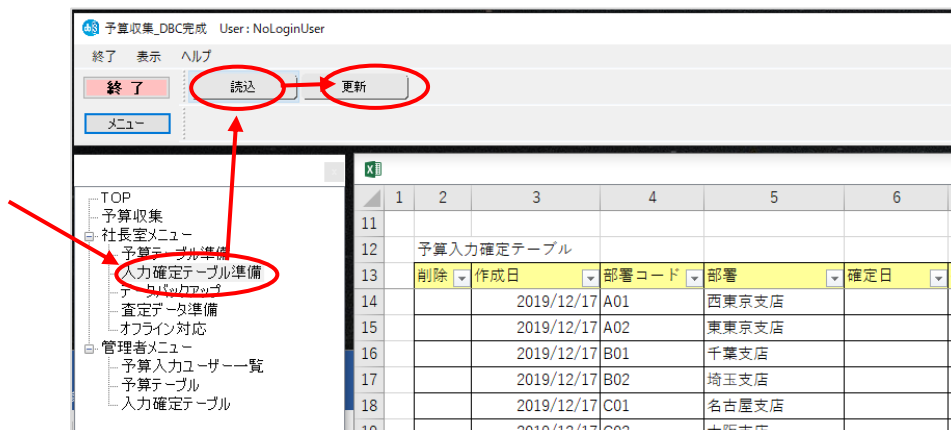 予算収集_DBC完成 User : NoLoginUser
終了 表示 ヘルプ
終 了 読込 更新
メニュー
TOP
予算収集
社長室メニュー
予算テーブル準備
入力確定テーブル準備
データバックアップ
査定データ準備
オフライン対応
管理者メニュー
予算入力ユーザー一覧
予算テーブル
入力確定テーブル
1 2 3 4 5 6
11
12 予算入力確定テーブル
13 削除 作成日 部署コード 部署 確定日
14 2019/12/17 A01 西東京支店
15 2019/12/17 A02 東東京支店
16 2019/12/17 B01 千葉支店
17 2019/12/17 B02 埼玉支店
18 2019/12/17 C01 名古屋支店